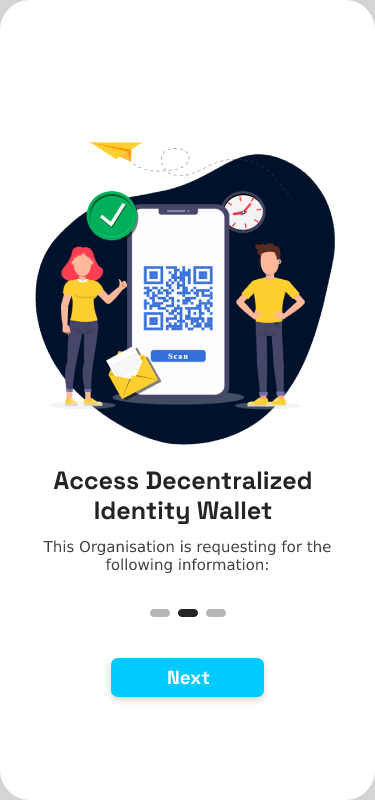 Scan
Access Decentralized
Identity Wallet
This Organisation is requesting for the
following information:
Next